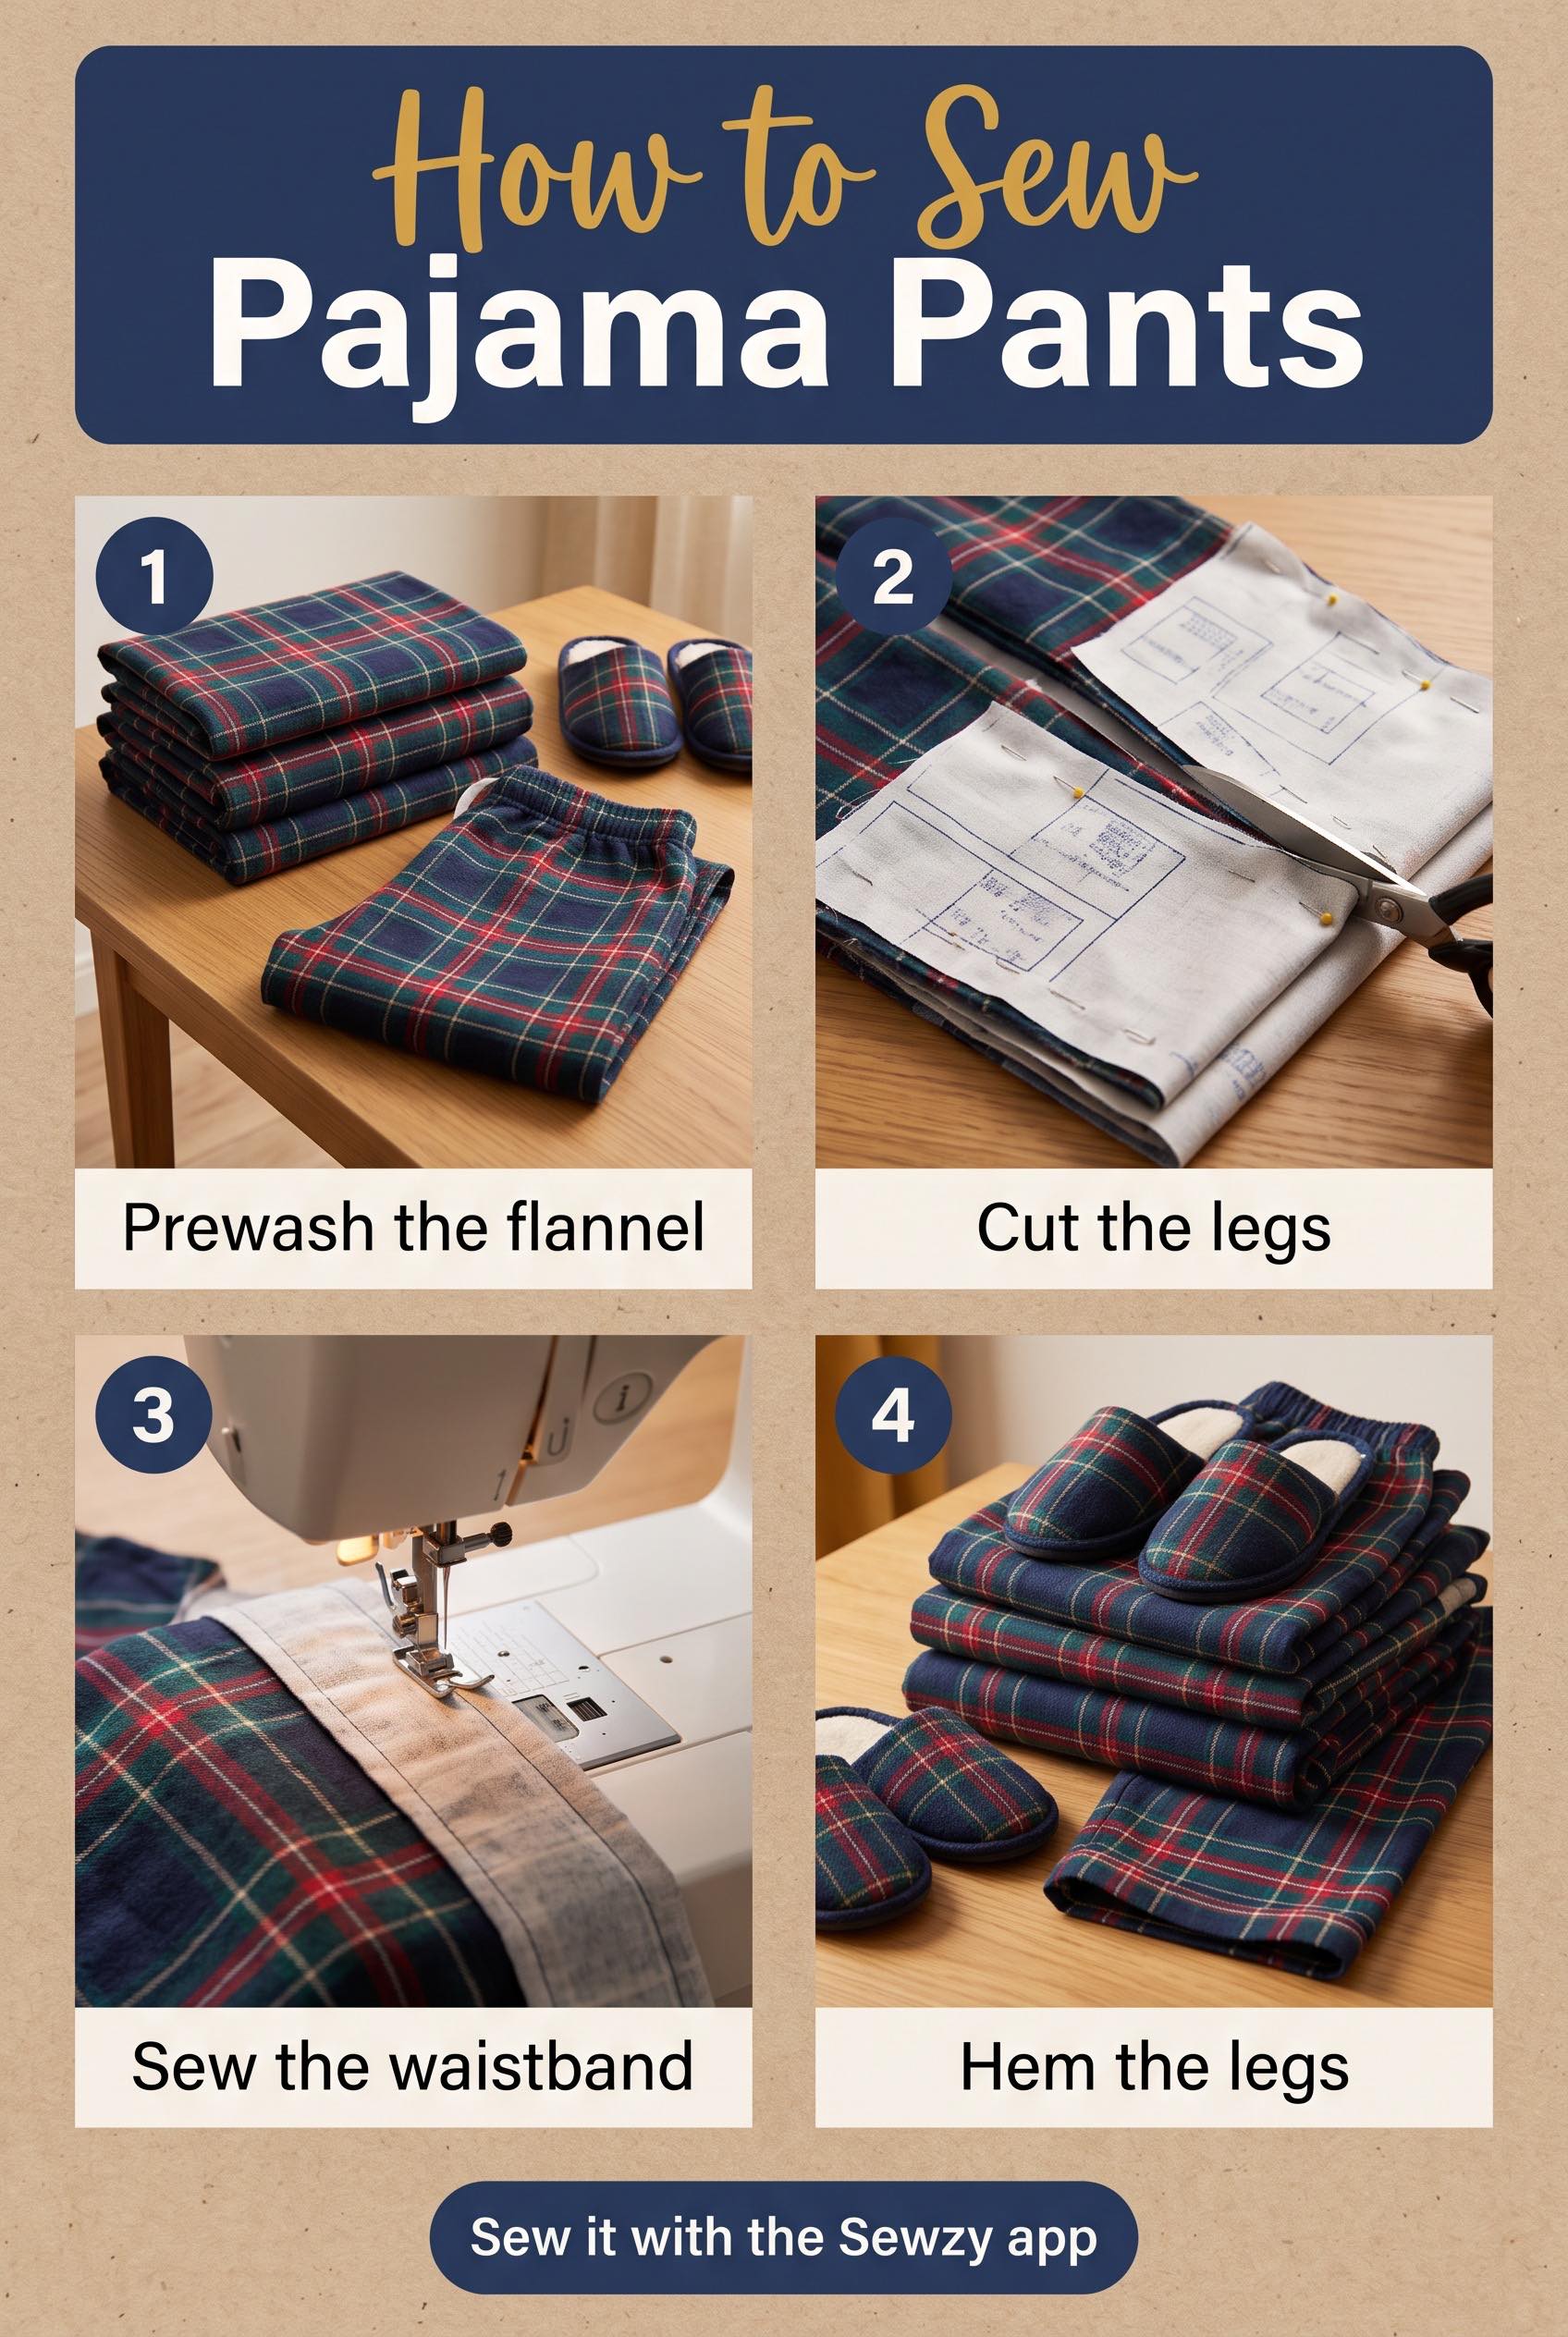 How to Sew
Pajama Pants
1
2
Prewash the flannel
Cut the legs
3
4
Sew the waistband
Hem the legs
Sew it with the Sewzy app